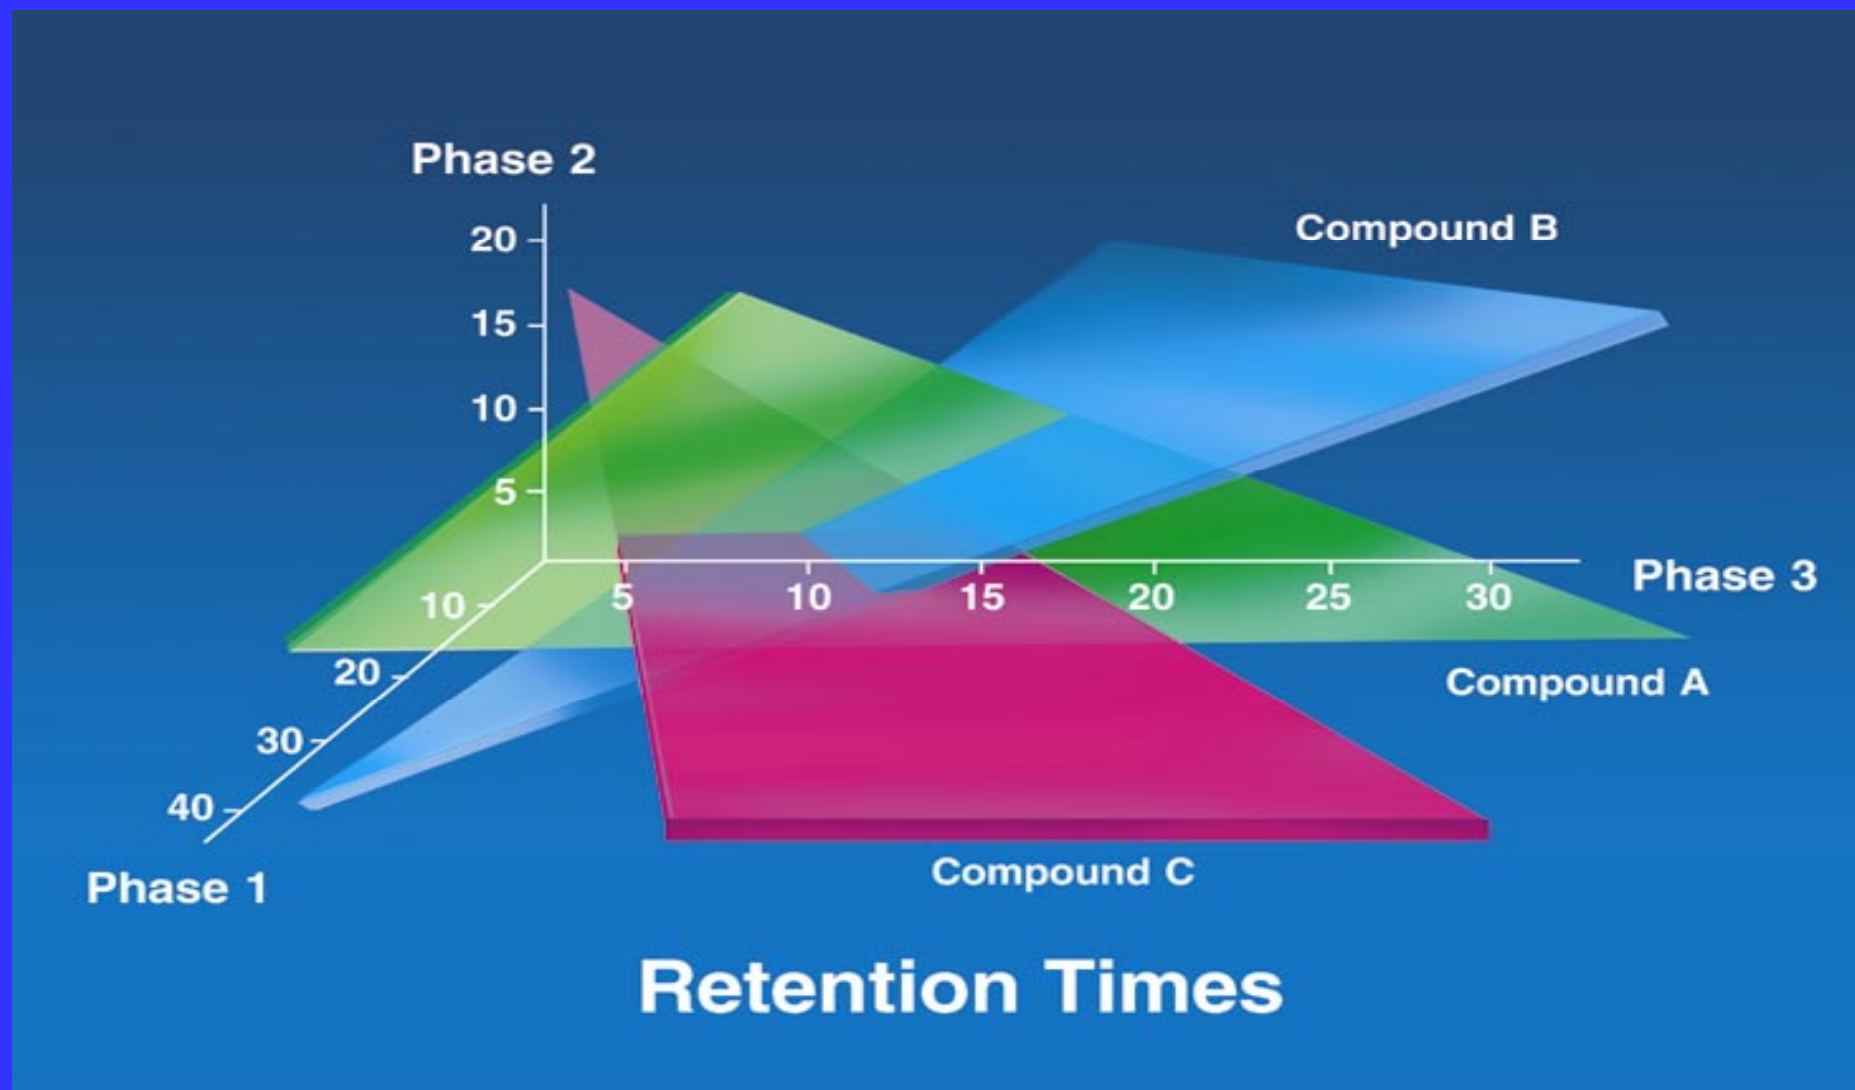 Phase 2
20
Compound B
15
10
5
Phase 3
10
5 10 15 20 25 30
20
Compound A
30
40
Compound C
Phase 1
Retention Times